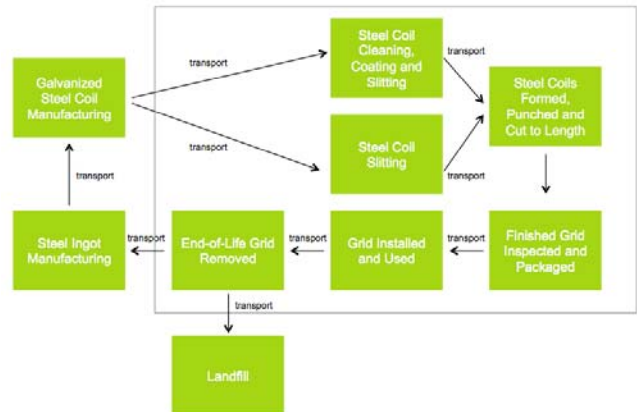 Galvanized
Steel Coil
Manufacturing
transport
transport
Steel Coil
Cleaning,
Coating and
Slitting
Steel Coil
Slitting
transport
transport
Steel Coils
Formed,
Punched and
Cut to Length
transport
Steel Ingot
Manufacturing
transport
End-of-Life Grid
Removed
transport
Grid Installed
and Used
transport
Finished Grid
Inspected and
Packaged
transport
Landfill